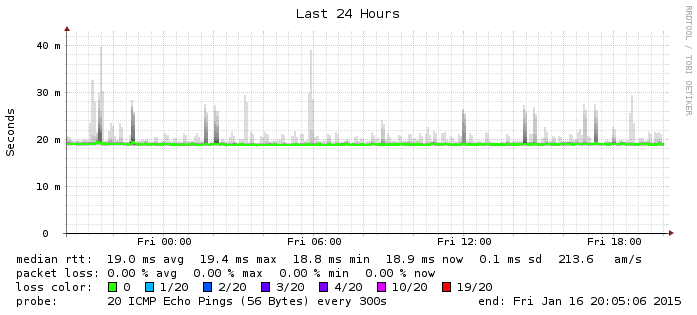 Last 24 Hours
RRDTOOL / TOBI OETIKER
Seconds
40 m
30 m
20 m
10 m
0
Fri 00:00 Fri 06:00 Fri 12:00 Fri 18:00
median rtt: 19.0 ms avg 19.4 ms max 18.8 ms min 18.9 ms now 0.1 ms sd 213.6 am/s
packet loss: 0.00 % avg 0.00 % max 0.00 % min 0.00 % now
loss color: 0 1/20 2/20 3/20 4/20 10/20 19/20
probe: 20 ICMP Echo Pings (56 Bytes) every 300s end: Fri Jan 16 20:05:06 2015